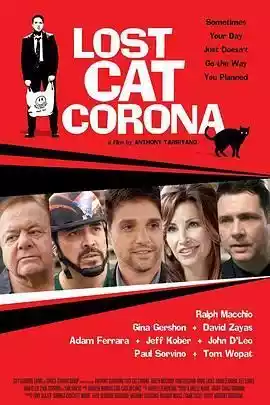 Sometimes
Your Day
Just Doesn't
Go the Way
You Planned
LOST
CAT
CORONA
a film by ANTHONY TARSITANO
Ralph Macchio
Gina Gershon + David Zayas
Adam Ferrara + Jeff Kober + John D'Leo
Paul Sorvino + Tom Wopat